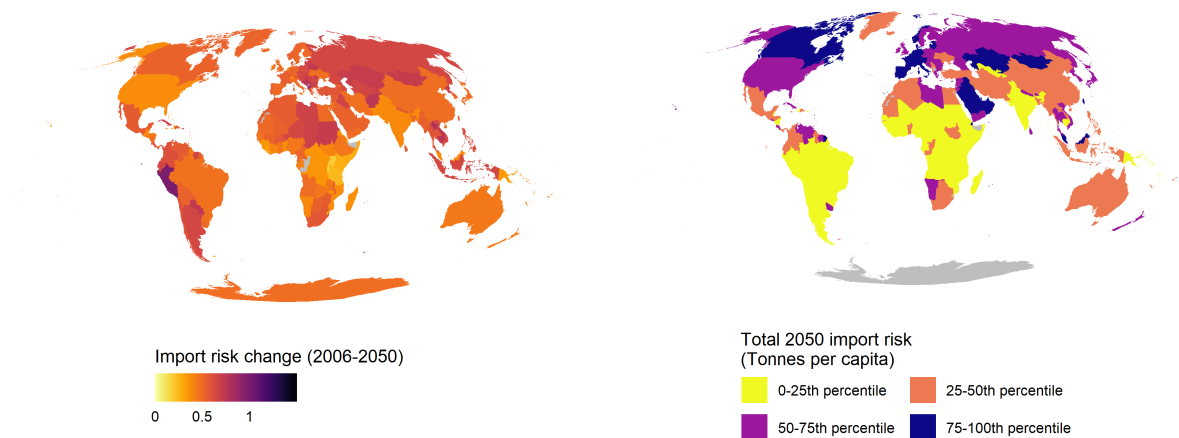 Import risk change (2006-2050)
0 0.5 1
Total 2050 import risk
(Tonnes per capita)
0-25th percentile 25-50th percentile
50-75th percentile 75-100th percentile